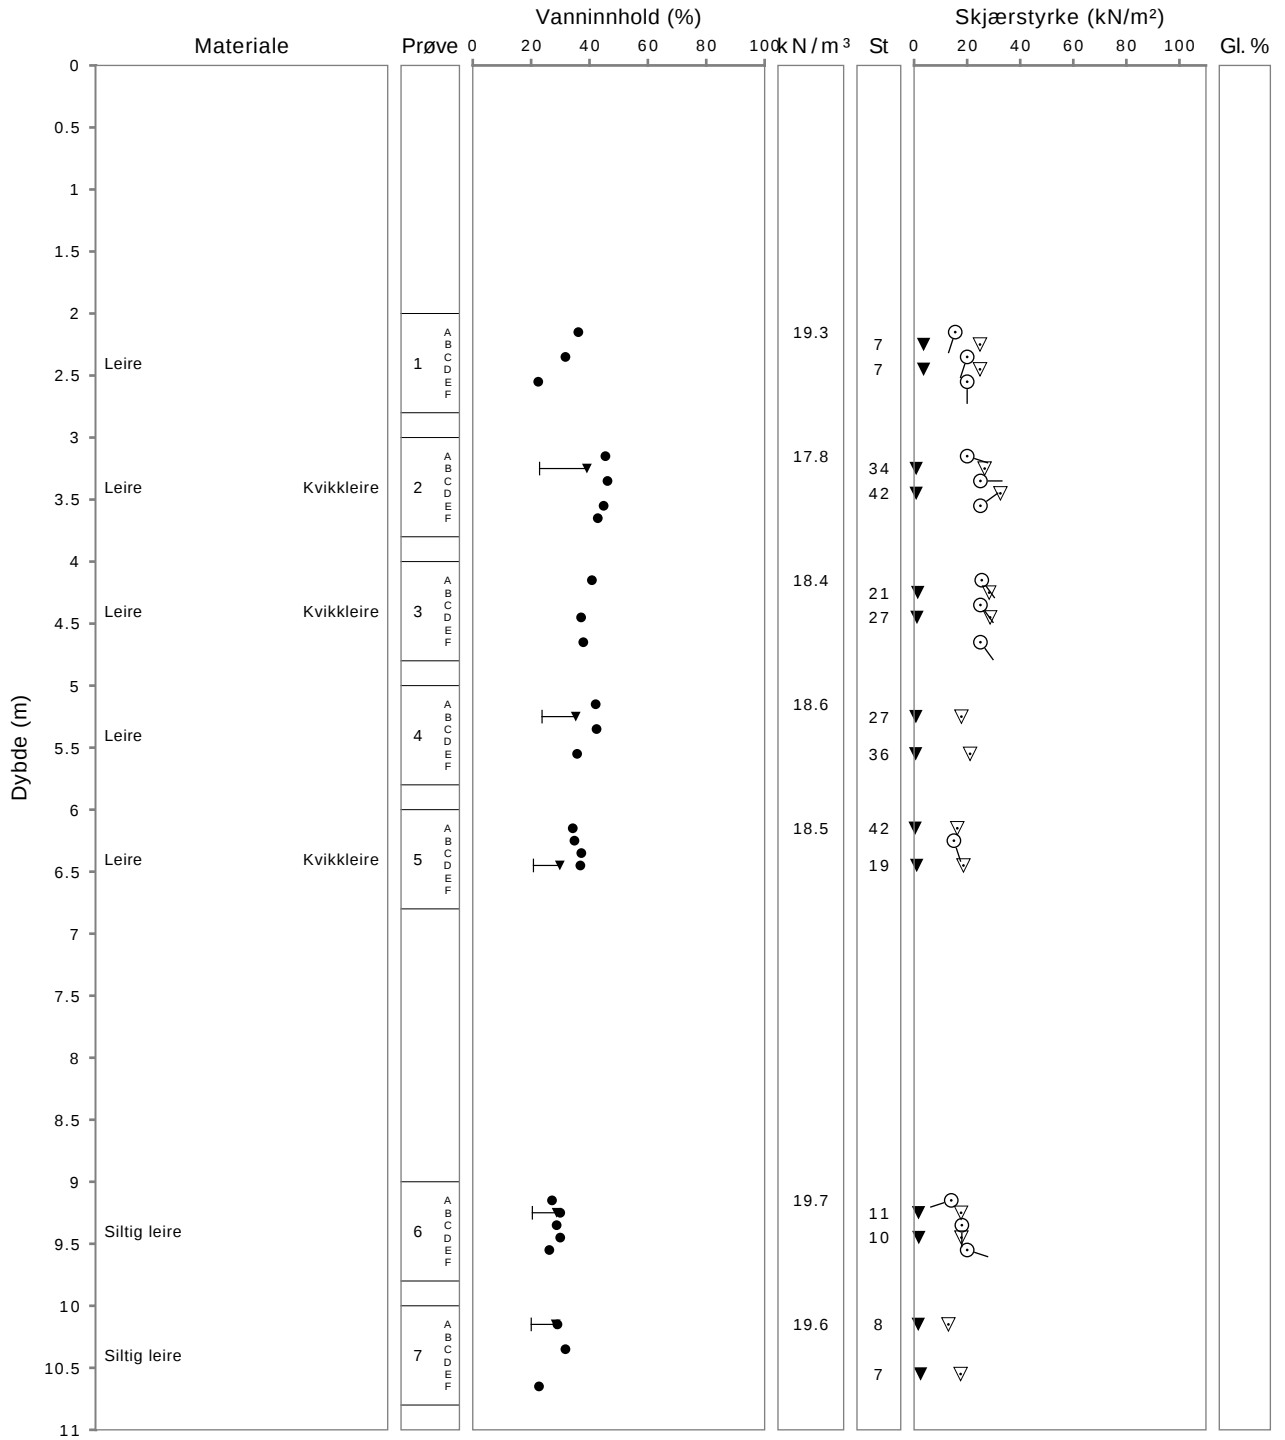 Vanninnhold (%) Skjærstyrke (kN/m²)
Materiale Prøve 0 20 40 60 80 100 kN/m³ St 0 20 40 60 80 100 Gl. %
Dybde (m)
0
0.5
1
1.5
2
A 19.3
B 7
Leire 1 C
D 7
2.5 E
F
3
A 17.8
B 34
Leire Kvikkleire 2 C
D 42
3.5 E
F
4
A 18.4
B 21
Leire Kvikkleire 3 C
D 27
4.5 E
F
5
A 18.6
B 27
Leire 4 C
D
5.5 E 36
F
6
A 18.5 42
B
Leire Kvikkleire 5 C
D 19
6.5 E
F
7
7.5
8
8.5
9
A 19.7
B 11
Siltig leire 6 C
D 10
9.5 E
F
10
A 19.6 8
B
Siltig leire 7 C
D
10.5 E 7
F
11